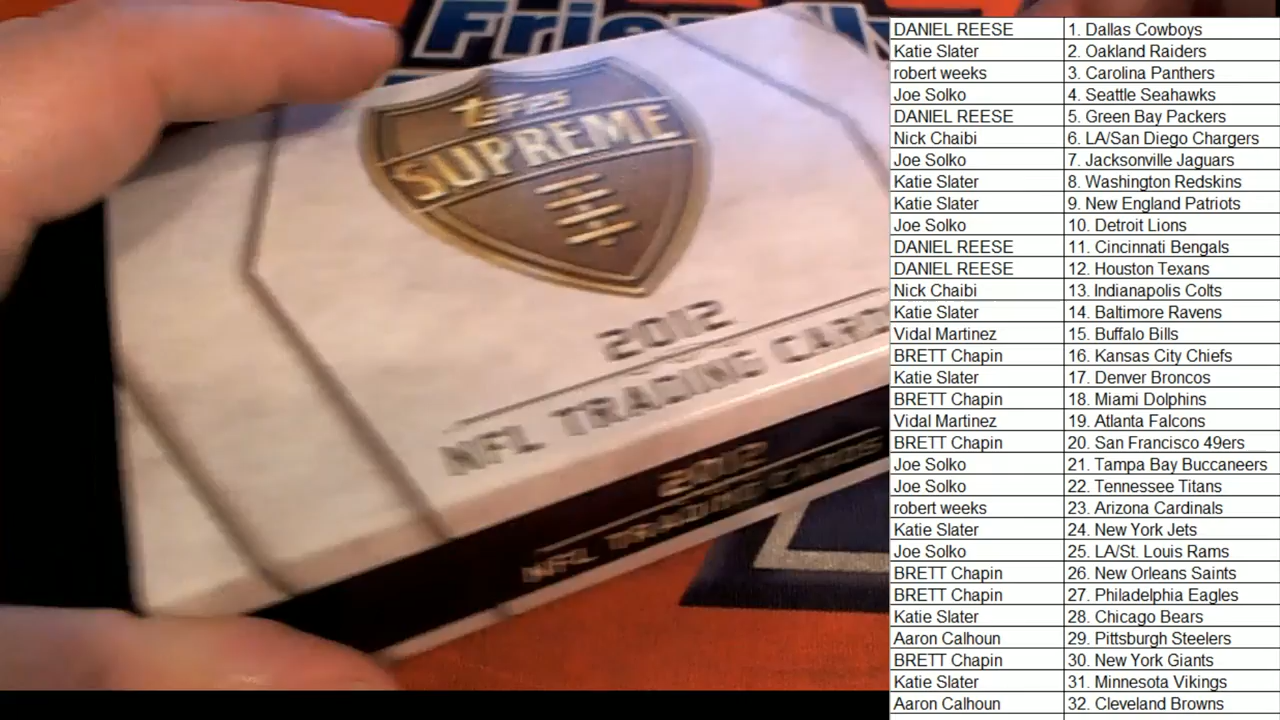 Friendly
Topps
SUPREME
2012
NFL TRADING CARDS
2012
NFL TRADING CARDS
DANIEL REESE 1. Dallas Cowboys
Katie Slater 2. Oakland Raiders
robert weeks 3. Carolina Panthers
Joe Solko 4. Seattle Seahawks
DANIEL REESE 5. Green Bay Packers
Nick Chaibi 6. LA/San Diego Chargers
Joe Solko 7. Jacksonville Jaguars
Katie Slater 8. Washington Redskins
Katie Slater 9. New England Patriots
Joe Solko 10. Detroit Lions
DANIEL REESE 11. Cincinnati Bengals
DANIEL REESE 12. Houston Texans
Nick Chaibi 13. Indianapolis Colts
Katie Slater 14. Baltimore Ravens
Vidal Martinez 15. Buffalo Bills
BRETT Chapin 16. Kansas City Chiefs
Katie Slater 17. Denver Broncos
BRETT Chapin 18. Miami Dolphins
Vidal Martinez 19. Atlanta Falcons
BRETT Chapin 20. San Francisco 49ers
Joe Solko 21. Tampa Bay Buccaneers
Joe Solko 22. Tennessee Titans
robert weeks 23. Arizona Cardinals
Katie Slater 24. New York Jets
Joe Solko 25. LA/St. Louis Rams
BRETT Chapin 26. New Orleans Saints
BRETT Chapin 27. Philadelphia Eagles
Katie Slater 28. Chicago Bears
Aaron Calhoun 29. Pittsburgh Steelers
BRETT Chapin 30. New York Giants
Katie Slater 31. Minnesota Vikings
Aaron Calhoun 32. Cleveland Browns